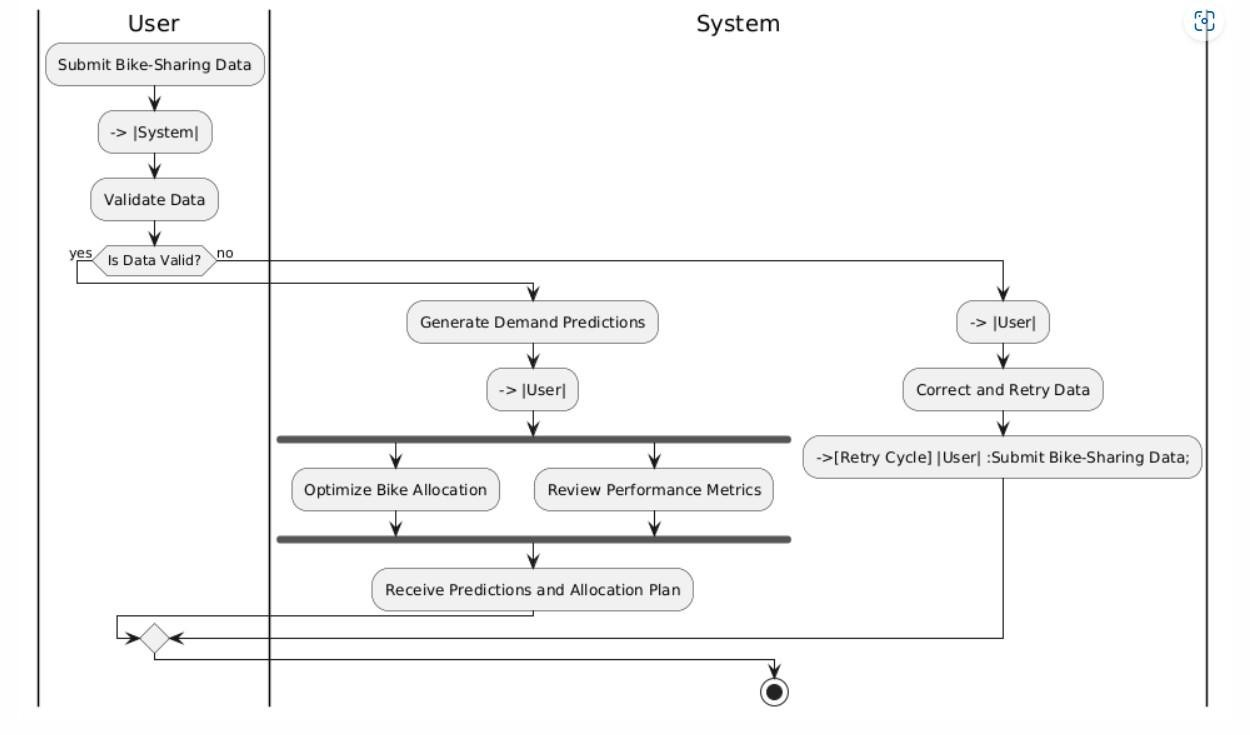 User
System
Submit Bike-Sharing Data
-> |System|
Validate Data
yes
Is Data Valid?
no
Generate Demand Predictions
-> |User|
-> |User|
Correct and Retry Data
Optimize Bike Allocation
Review Performance Metrics
->[Retry Cycle] |User| :Submit Bike-Sharing Data;
Receive Predictions and Allocation Plan